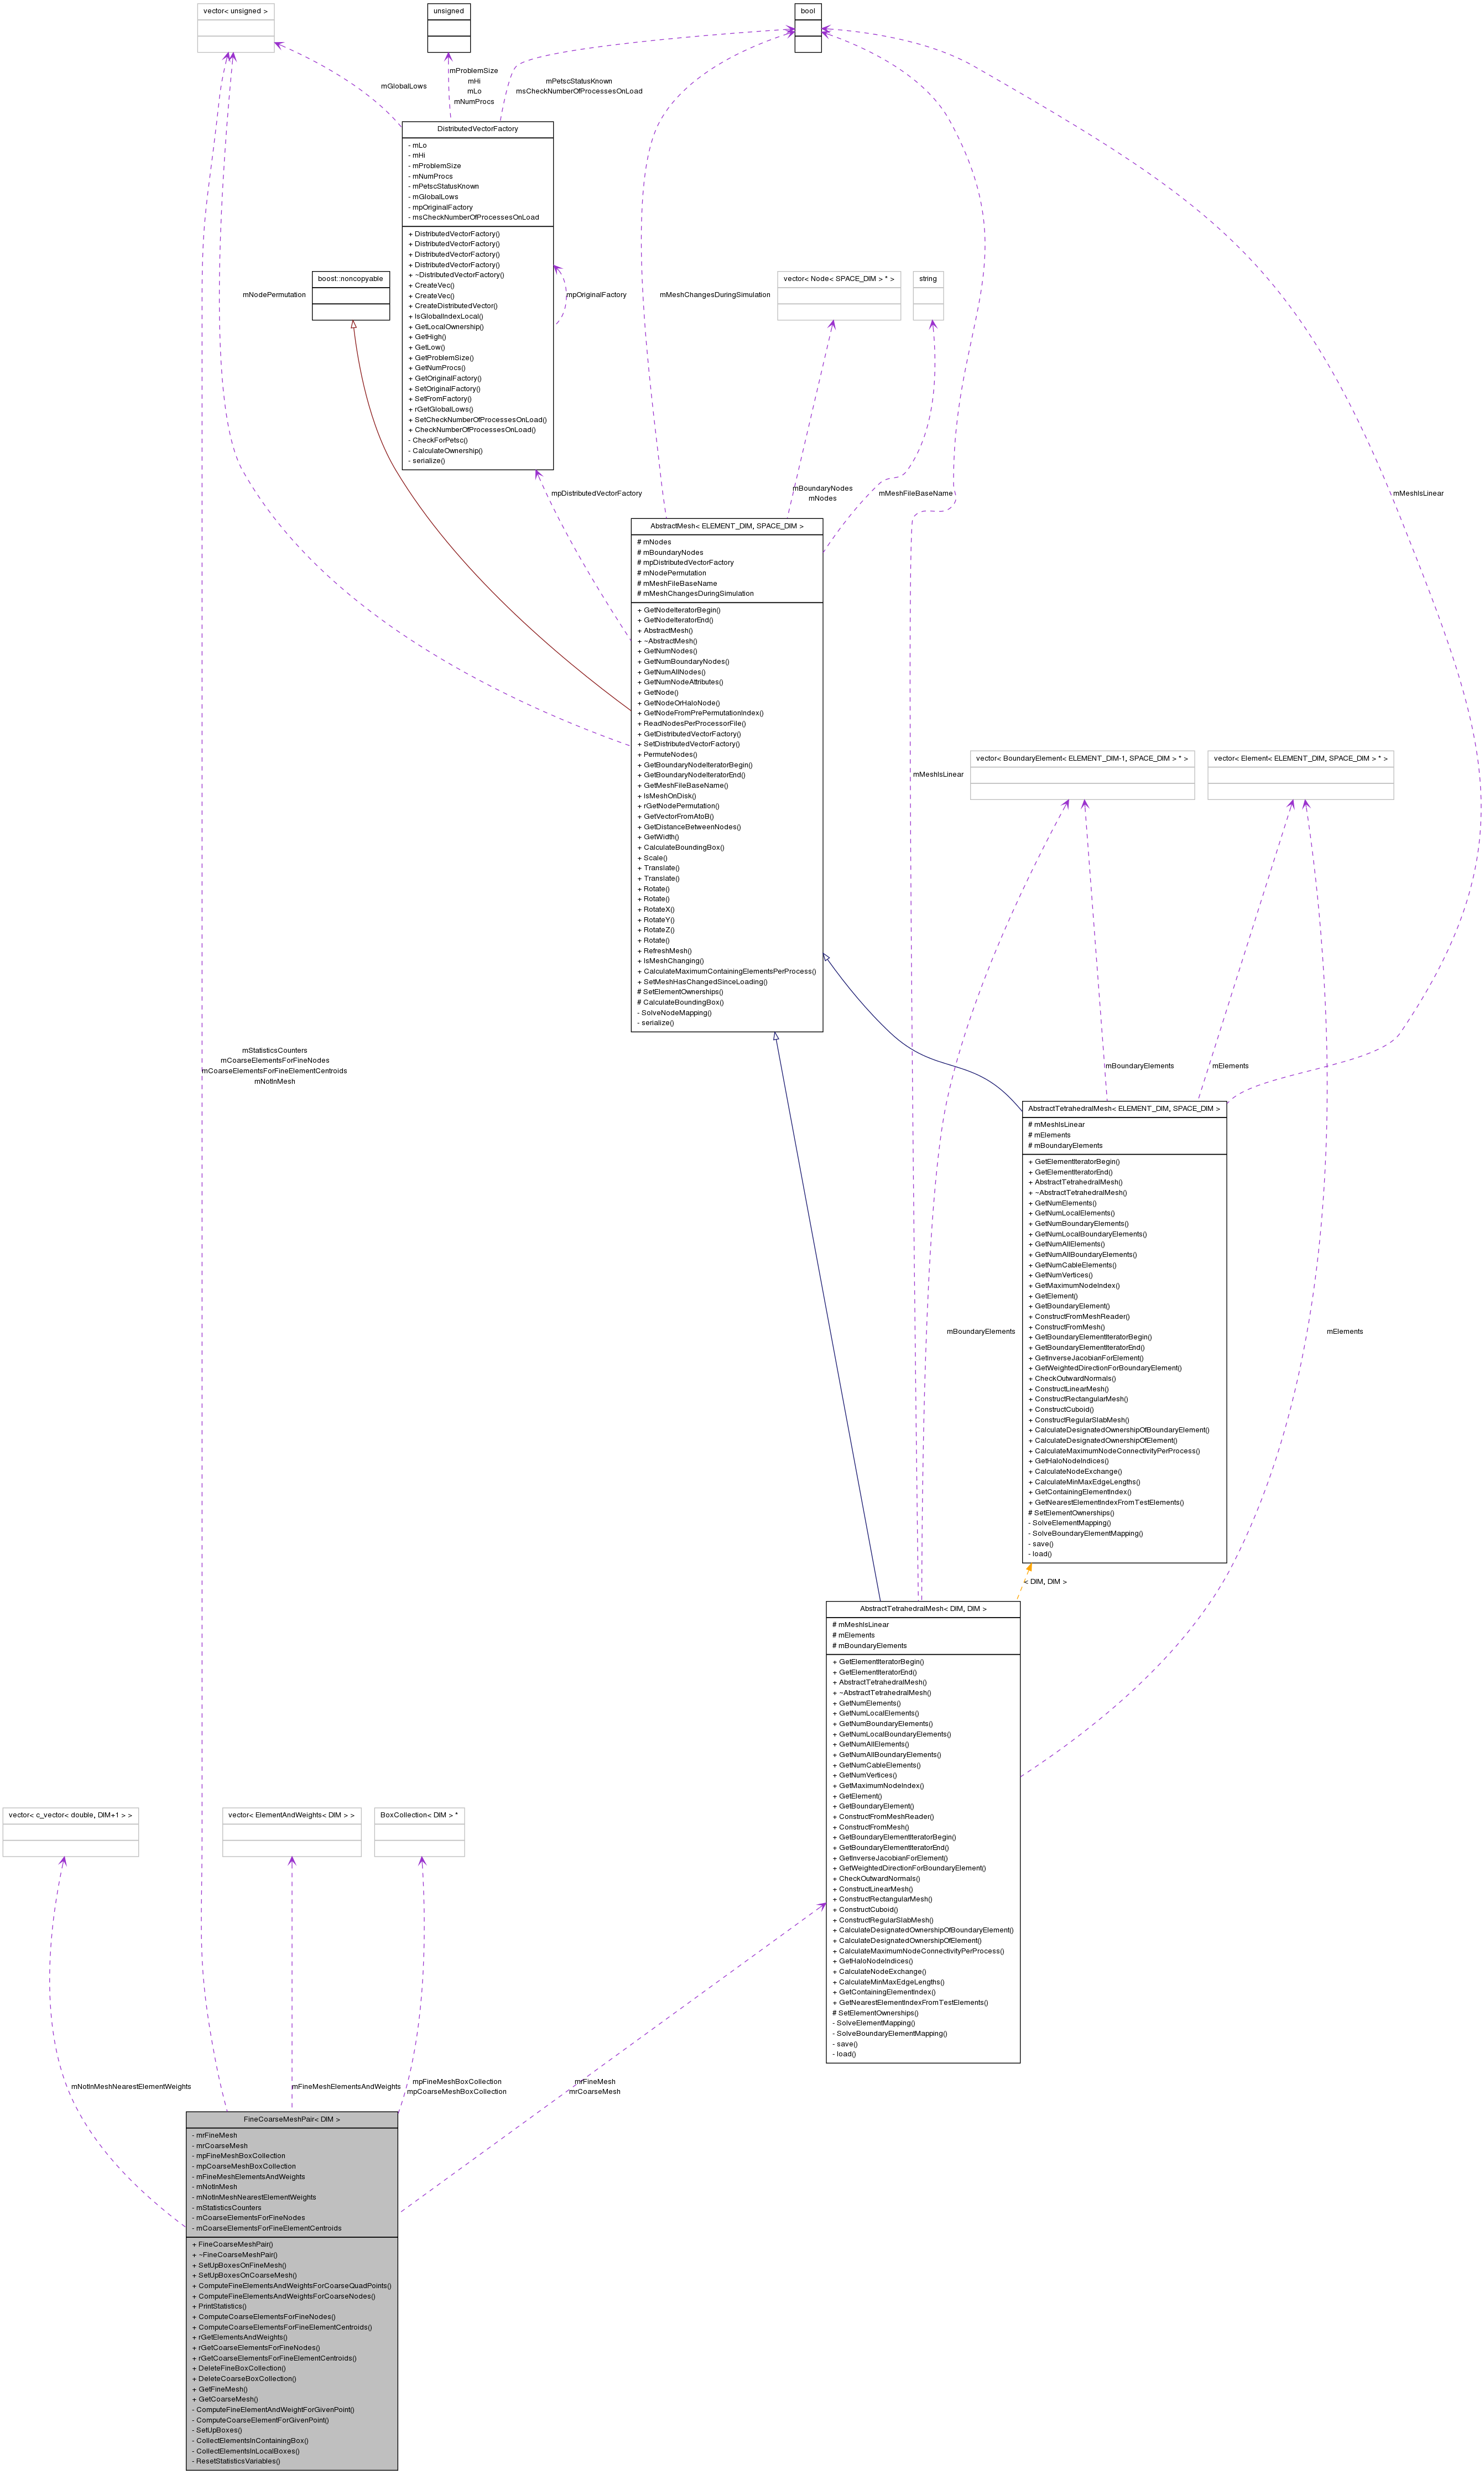 vector< unsigned >
unsigned
bool
mGlobalLows
mProblemSize
mHi
mLo
mNumProcs
mPetscStatusKnown
msCheckNumberOfProcessesOnLoad
DistributedVectorFactory
- mLo
- mHi
- mProblemSize
- mNumProcs
- mPetscStatusKnown
- mGlobalLows
- mpOriginalFactory
- msCheckNumberOfProcessesOnLoad
+ DistributedVectorFactory()
+ DistributedVectorFactory()
+ DistributedVectorFactory()
+ DistributedVectorFactory()
+ ~DistributedVectorFactory()
+ CreateVec()
+ CreateVec()
+ CreateDistributedVector()
+ IsGlobalIndexLocal()
+ GetLocalOwnership()
+ GetHigh()
+ GetLow()
+ GetProblemSize()
+ GetNumProcs()
+ GetOriginalFactory()
+ SetOriginalFactory()
+ SetFromFactory()
+ rGetGlobalLows()
+ SetCheckNumberOfProcessesOnLoad()
+ CheckNumberOfProcessesOnLoad()
- CheckForPetsc()
- CalculateOwnership()
- serialize()
boost::noncopyable
vector< Node< SPACE_DIM > * >
string
mNodePermutation
mpOriginalFactory
mMeshChangesDuringSimulation
mpDistributedVectorFactory
mBoundaryNodes
mNodes
mMeshFileBaseName
mMeshIsLinear
AbstractMesh< ELEMENT_DIM, SPACE_DIM >
# mNodes
# mBoundaryNodes
# mpDistributedVectorFactory
# mNodePermutation
# mMeshFileBaseName
# mMeshChangesDuringSimulation
+ GetNodeIteratorBegin()
+ GetNodeIteratorEnd()
+ AbstractMesh()
+ ~AbstractMesh()
+ GetNumNodes()
+ GetNumBoundaryNodes()
+ GetNumAllNodes()
+ GetNumNodeAttributes()
+ GetNode()
+ GetNodeOrHaloNode()
+ GetNodeFromPrePermutationIndex()
+ ReadNodesPerProcessorFile()
+ GetDistributedVectorFactory()
+ SetDistributedVectorFactory()
+ PermuteNodes()
+ GetBoundaryNodeIteratorBegin()
+ GetBoundaryNodeIteratorEnd()
+ GetMeshFileBaseName()
+ IsMeshOnDisk()
+ rGetNodePermutation()
+ GetVectorFromAtoB()
+ GetDistanceBetweenNodes()
+ GetWidth()
+ CalculateBoundingBox()
+ Scale()
+ Translate()
+ Translate()
+ Rotate()
+ Rotate()
+ RotateX()
+ RotateY()
+ RotateZ()
+ Rotate()
+ RefreshMesh()
+ IsMeshChanging()
+ CalculateMaximumContainingElementsPerProcess()
+ SetMeshHasChangedSinceLoading()
# SetElementOwnerships()
# CalculateBoundingBox()
- SolveNodeMapping()
- serialize()
mMeshIsLinear
vector< BoundaryElement< ELEMENT_DIM-1, SPACE_DIM > * >
vector< Element< ELEMENT_DIM, SPACE_DIM > * >
mStatisticsCounters
mCoarseElementsForFineNodes
mCoarseElementsForFineElementCentroids
mNotInMesh
mBoundaryElements
mElements
AbstractTetrahedralMesh< ELEMENT_DIM, SPACE_DIM >
# mMeshIsLinear
# mElements
# mBoundaryElements
+ GetElementIteratorBegin()
+ GetElementIteratorEnd()
+ AbstractTetrahedralMesh()
+ ~AbstractTetrahedralMesh()
+ GetNumElements()
+ GetNumLocalElements()
+ GetNumBoundaryElements()
+ GetNumLocalBoundaryElements()
+ GetNumAllElements()
+ GetNumAllBoundaryElements()
+ GetNumCableElements()
+ GetNumVertices()
+ GetMaximumNodeIndex()
+ GetElement()
+ GetBoundaryElement()
+ ConstructFromMeshReader()
+ ConstructFromMesh()
+ GetBoundaryElementIteratorBegin()
+ GetBoundaryElementIteratorEnd()
+ GetInverseJacobianForElement()
+ GetWeightedDirectionForBoundaryElement()
+ CheckOutwardNormals()
+ ConstructLinearMesh()
+ ConstructRectangularMesh()
+ ConstructCuboid()
+ ConstructRegularSlabMesh()
+ CalculateDesignatedOwnershipOfBoundaryElement()
+ CalculateDesignatedOwnershipOfElement()
+ CalculateMaximumNodeConnectivityPerProcess()
+ GetHaloNodeIndices()
+ CalculateNodeExchange()
+ CalculateMinMaxEdgeLengths()
+ GetContainingElementIndex()
+ GetNearestElementIndexFromTestElements()
# SetElementOwnerships()
- SolveElementMapping()
- SolveBoundaryElementMapping()
- save()
- load()
mBoundaryElements
mElements
< DIM, DIM >
AbstractTetrahedralMesh< DIM, DIM >
# mMeshIsLinear
# mElements
# mBoundaryElements
+ GetElementIteratorBegin()
+ GetElementIteratorEnd()
+ AbstractTetrahedralMesh()
+ ~AbstractTetrahedralMesh()
+ GetNumElements()
+ GetNumLocalElements()
+ GetNumBoundaryElements()
+ GetNumLocalBoundaryElements()
+ GetNumAllElements()
+ GetNumAllBoundaryElements()
+ GetNumCableElements()
+ GetNumVertices()
+ GetMaximumNodeIndex()
+ GetElement()
+ GetBoundaryElement()
+ ConstructFromMeshReader()
+ ConstructFromMesh()
+ GetBoundaryElementIteratorBegin()
+ GetBoundaryElementIteratorEnd()
+ GetInverseJacobianForElement()
+ GetWeightedDirectionForBoundaryElement()
+ CheckOutwardNormals()
+ ConstructLinearMesh()
+ ConstructRectangularMesh()
+ ConstructCuboid()
+ ConstructRegularSlabMesh()
+ CalculateDesignatedOwnershipOfBoundaryElement()
+ CalculateDesignatedOwnershipOfElement()
+ CalculateMaximumNodeConnectivityPerProcess()
+ GetHaloNodeIndices()
+ CalculateNodeExchange()
+ CalculateMinMaxEdgeLengths()
+ GetContainingElementIndex()
+ GetNearestElementIndexFromTestElements()
# SetElementOwnerships()
- SolveElementMapping()
- SolveBoundaryElementMapping()
- save()
- load()
vector< c_vector< double, DIM+1 > >
vector< ElementAndWeights< DIM > >
BoxCollection< DIM > *
mNotInMeshNearestElementWeights
mFineMeshElementsAndWeights
mpFineMeshBoxCollection
mpCoarseMeshBoxCollection
mrFineMesh
mrCoarseMesh
FineCoarseMeshPair< DIM >
- mrFineMesh
- mrCoarseMesh
- mpFineMeshBoxCollection
- mpCoarseMeshBoxCollection
- mFineMeshElementsAndWeights
- mNotInMesh
- mNotInMeshNearestElementWeights
- mStatisticsCounters
- mCoarseElementsForFineNodes
- mCoarseElementsForFineElementCentroids
+ FineCoarseMeshPair()
+ ~FineCoarseMeshPair()
+ SetUpBoxesOnFineMesh()
+ SetUpBoxesOnCoarseMesh()
+ ComputeFineElementsAndWeightsForCoarseQuadPoints()
+ ComputeFineElementsAndWeightsForCoarseNodes()
+ PrintStatistics()
+ ComputeCoarseElementsForFineNodes()
+ ComputeCoarseElementsForFineElementCentroids()
+ rGetElementsAndWeights()
+ rGetCoarseElementsForFineNodes()
+ rGetCoarseElementsForFineElementCentroids()
+ DeleteFineBoxCollection()
+ DeleteCoarseBoxCollection()
+ GetFineMesh()
+ GetCoarseMesh()
- ComputeFineElementAndWeightForGivenPoint()
- ComputeCoarseElementForGivenPoint()
- SetUpBoxes()
- CollectElementsInContainingBox()
- CollectElementsInLocalBoxes()
- ResetStatisticsVariables()